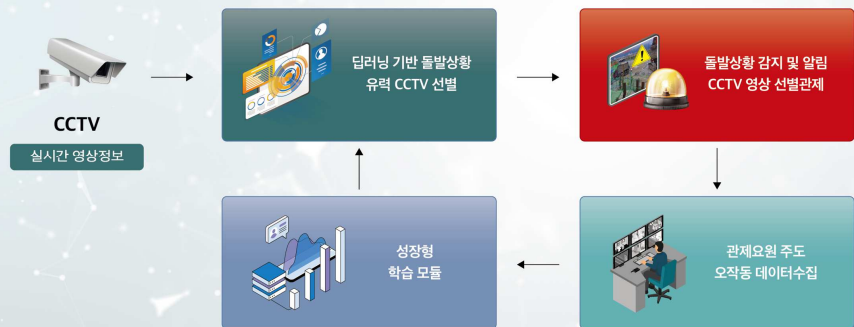 CCTV
실시간 영상정보
딥러닝 기반 돌발상황
유력 CCTV 선별
돌발상황 감지 및 알림
CCTV 영상 선별관제
성장형
학습 모듈
관제요원 주도
오작동 데이터수집